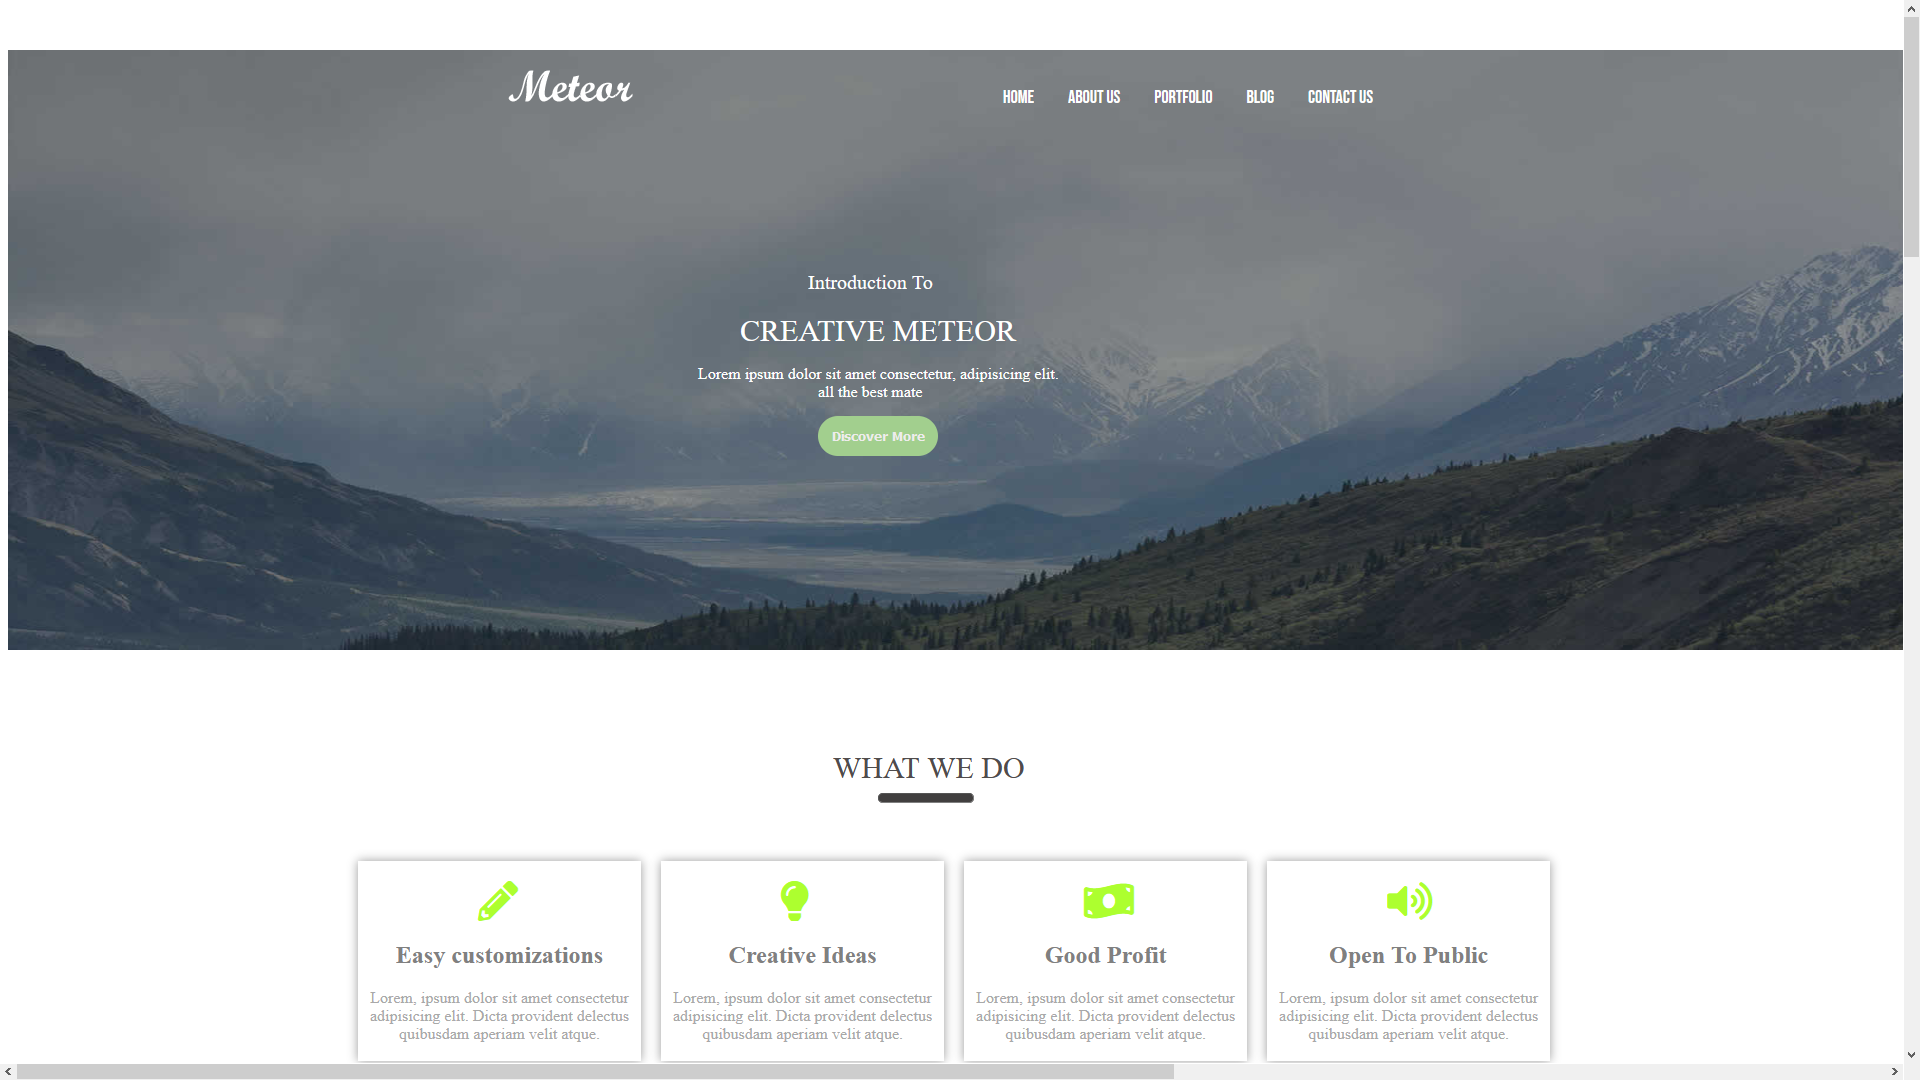 Meteor
HOME ABOUT US PORTFOLIO BLOG CONTACT US
Introduction To
CREATIVE METEOR
Lorem ipsum dolor sit amet consectetur, adipisicing elit.
all the best mate
Discover More
WHAT WE DO
Easy customizations
Lorem, ipsum dolor sit amet consectetur
adipisicing elit. Dicta provident delectus
quibusdam aperiam velit atque.
Creative Ideas
Lorem, ipsum dolor sit amet consectetur
adipisicing elit. Dicta provident delectus
quibusdam aperiam velit atque.
Good Profit
Lorem, ipsum dolor sit amet consectetur
adipisicing elit. Dicta provident delectus
quibusdam aperiam velit atque.
Open To Public
Lorem, ipsum dolor sit amet consectetur
adipisicing elit. Dicta provident delectus
quibusdam aperiam velit atque.